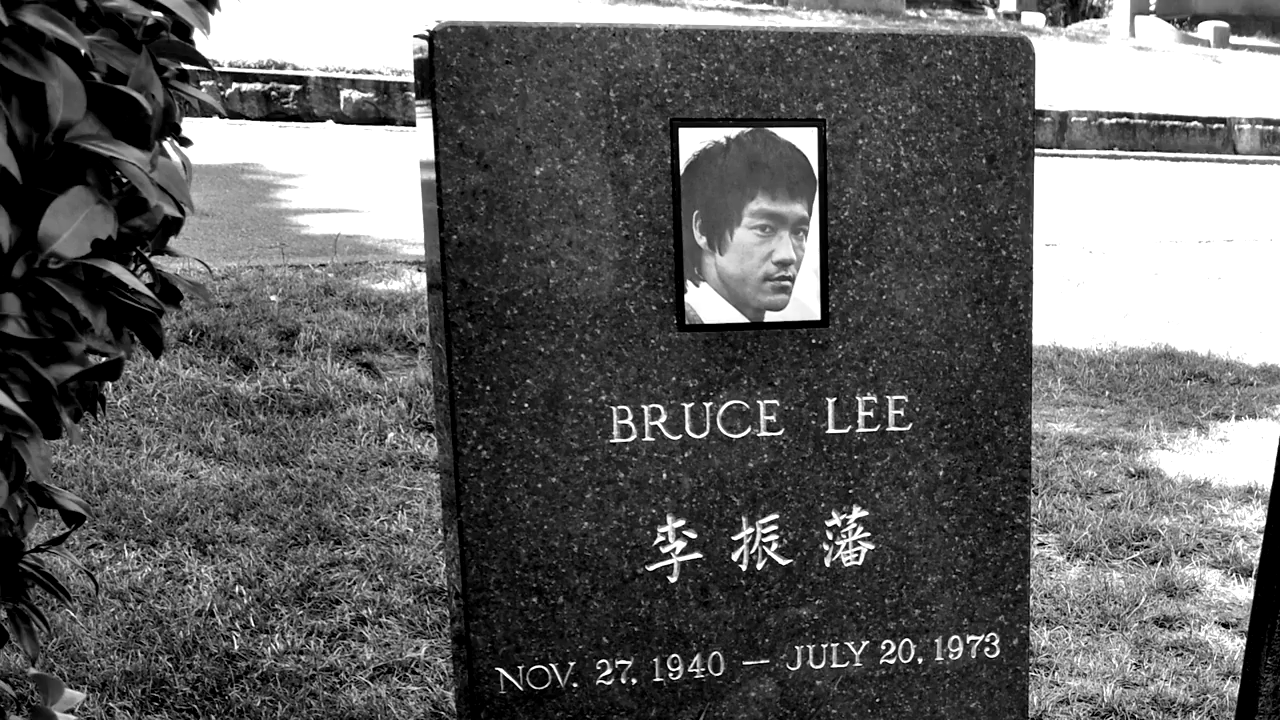 BRUCE LEE
李振藩
NOV. 27, 1940 — JULY 20, 1973